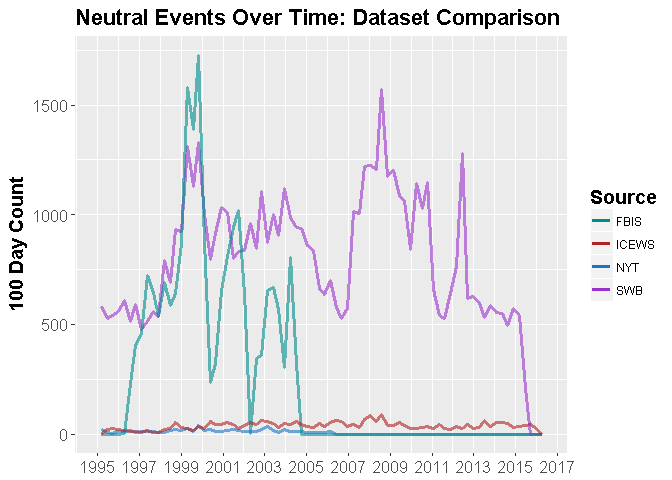 Neutral Events Over Time: Dataset Comparison
100 Day Count
1500
1000
500
0
1995 1997 1999 2001 2003 2005 2007 2009 2011 2013 2015 2017
Source
FBIS
ICEWS
NYT
SWB